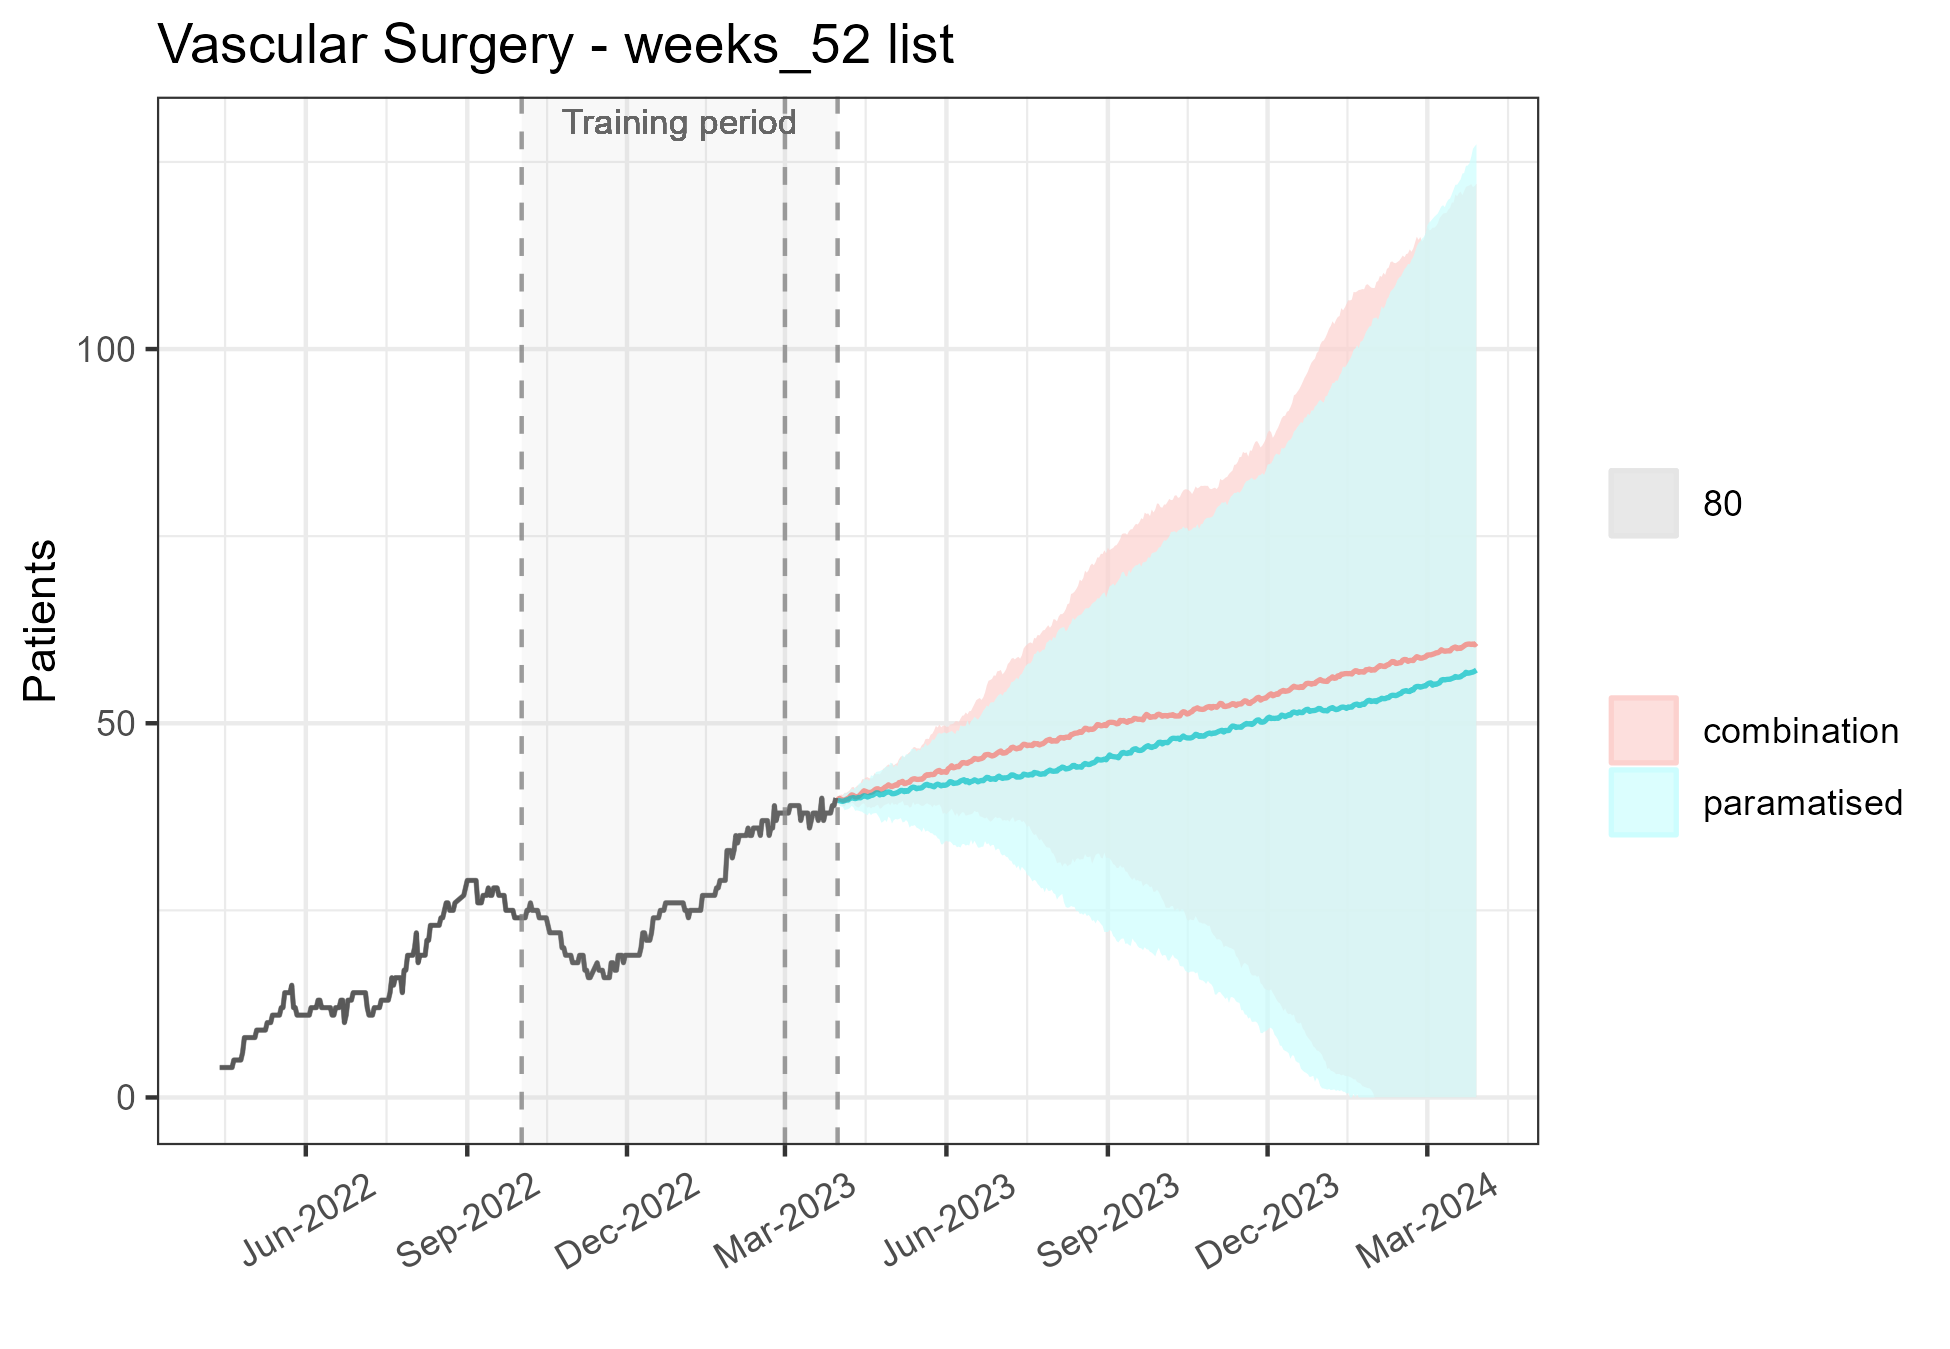 Vascular Surgery - weeks_52 list
Training period
Patients
100
50
0
Jun-2022
Sep-2022
Dec-2022
Mar-2023
Jun-2023
Sep-2023
Dec-2023
Mar-2024
80
combination
paramatised